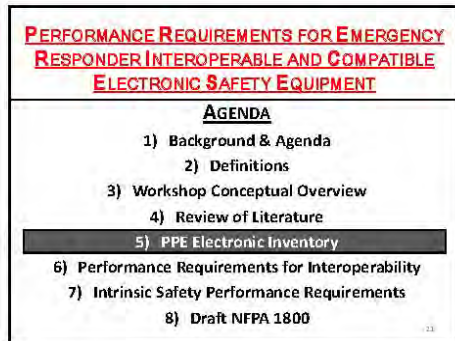 PERFORMANCE REQUIREMENTS FOR EMERGENCY
RESPONDER INTEROPERABLE AND COMPATIBLE
ELECTRONIC SAFETY EQUIPMENT
AGENDA
1) Background & Agenda
2) Definitions
3) Workshop Conceptual Overview
4) Review of Literature
5) PPE Electronic Inventory
6) Performance Requirements for Interoperability
7) Intrinsic Safety Performance Requirements
8) Draft NFPA 1800